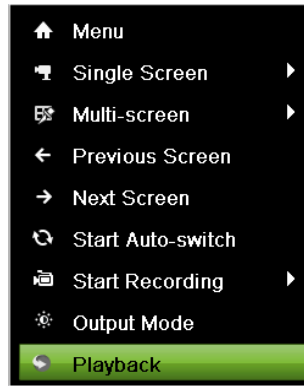 Menu
Single Screen
Multi-screen
Previous Screen
Next Screen
Start Auto-switch
Start Recording
Output Mode
Playback